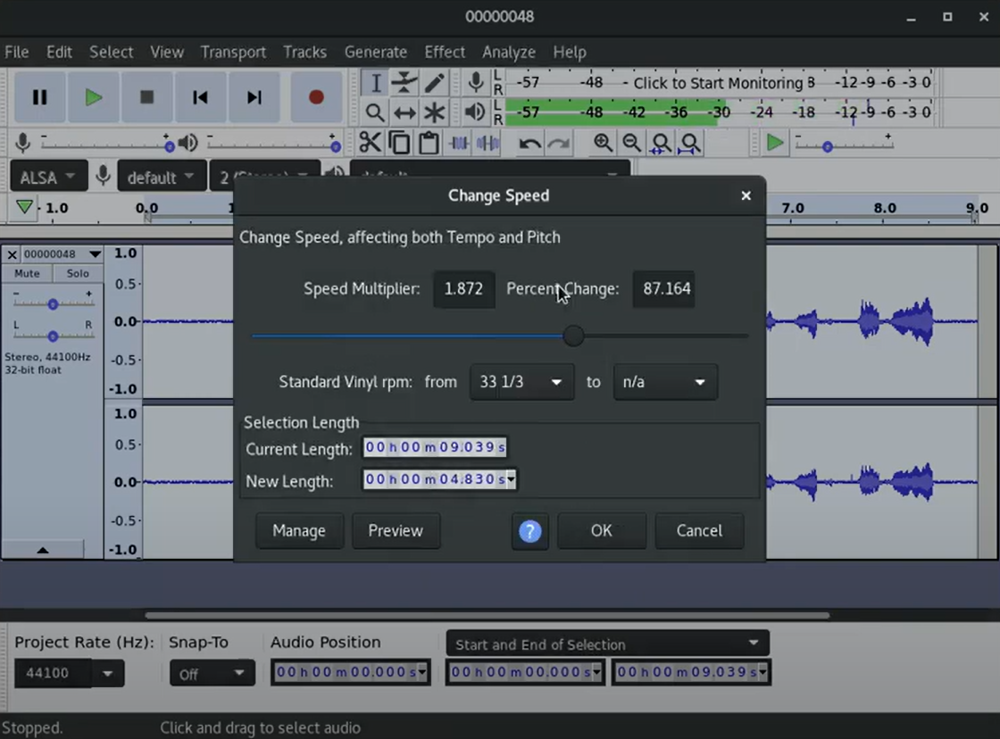 00000048
File Edit Select View Transport Tracks Generate Effect Analyze Help
L R -57 -48 - Click to Start Monitoring -12 -9 -6 -3 0
L R -57 -48 -42 -36 -30 -24 -18 -12 -9 -6 -3 0
- + - + - +
ALSA default 2 (Stereo)
1.0 0.0 7.0 8.0 9.0
Change Speed
Change Speed, affecting both Tempo and Pitch
Speed Multiplier: 1.872 Percent Change: 87.164
Standard Vinyl rpm: from 33 1/3 to n/a
Selection Length
Current Length: 00 h 00 m 09.039 s
New Length: 00 h 00 m 04.830 s
Manage Preview ? OK Cancel
00000048
Mute Solo
- +
L R
Stereo, 44100Hz
32-bit float
1.0
0.5
0.0
-0.5
-1.0
1.0
0.5
0.0
-0.5
-1.0
Project Rate (Hz): Snap-To Audio Position Start and End of Selection
44100 Off 00 h 00 m 00.000 s 00 h 00 m 00.000 s 00 h 00 m 09.039 s
Stopped. Click and drag to select audio